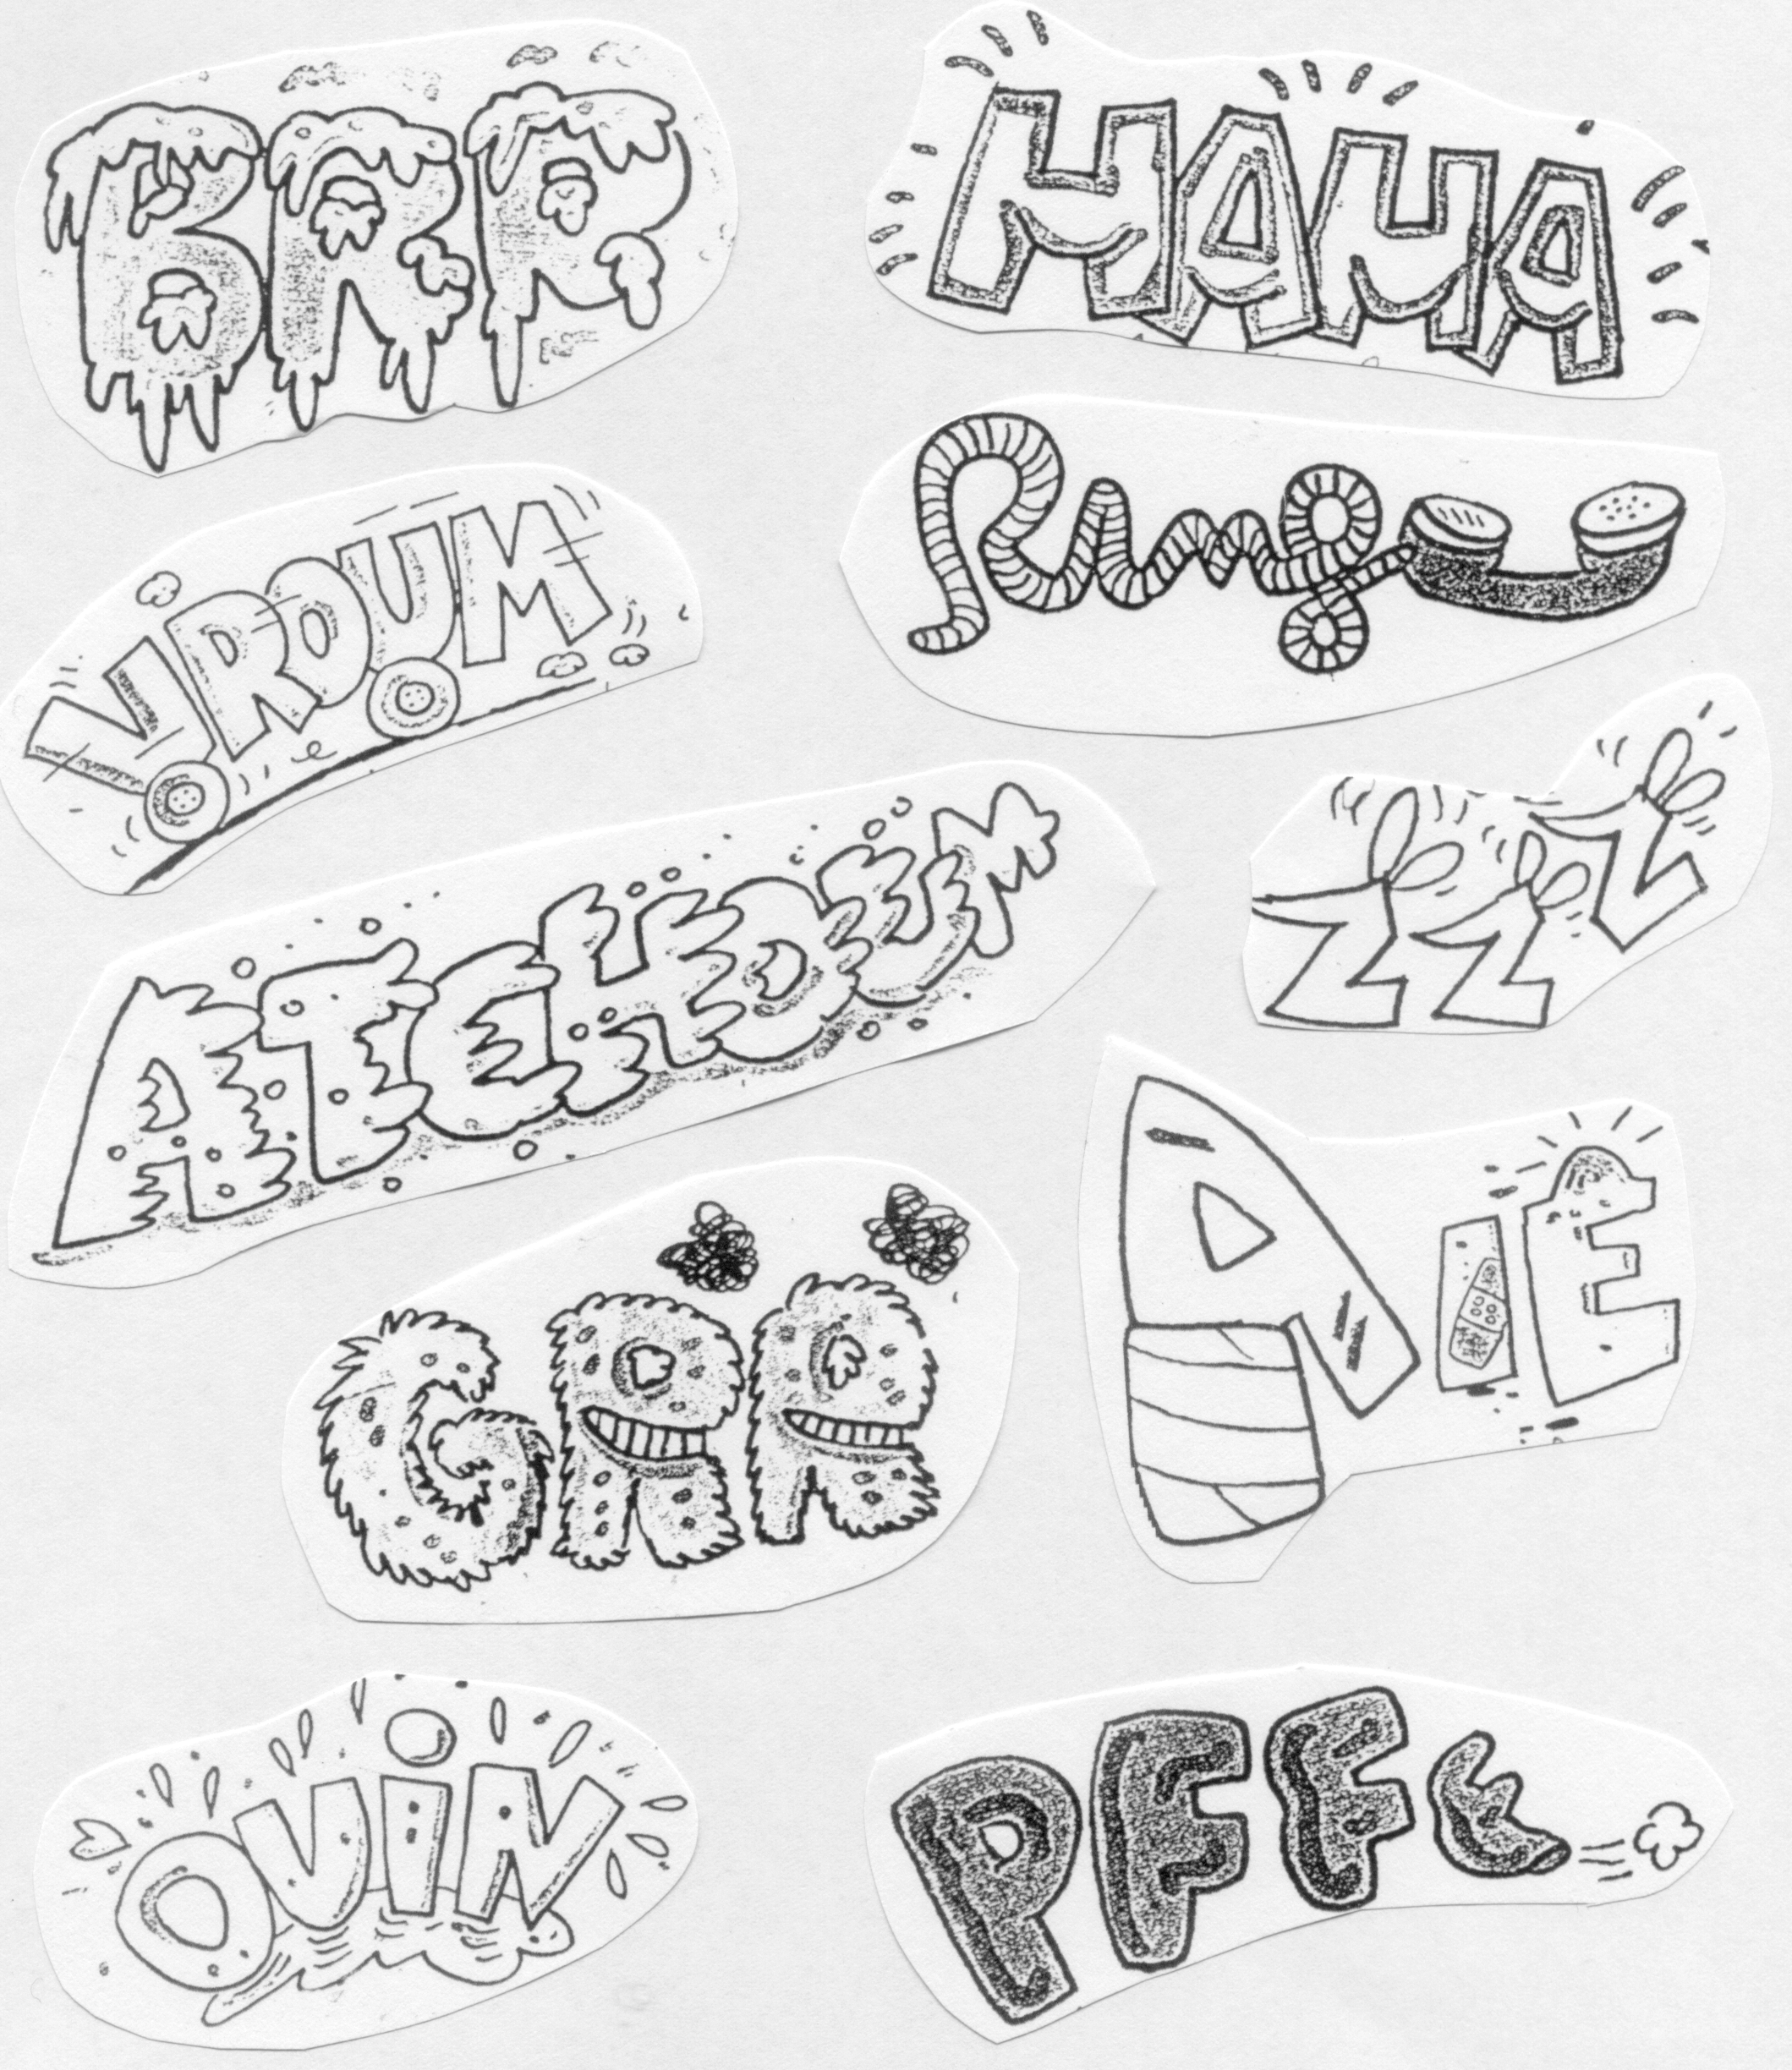 BRR
HAHA
Ring
VROUM
ZZZ
ATCHOUM
AIE
GRR
OUIN
PFFF